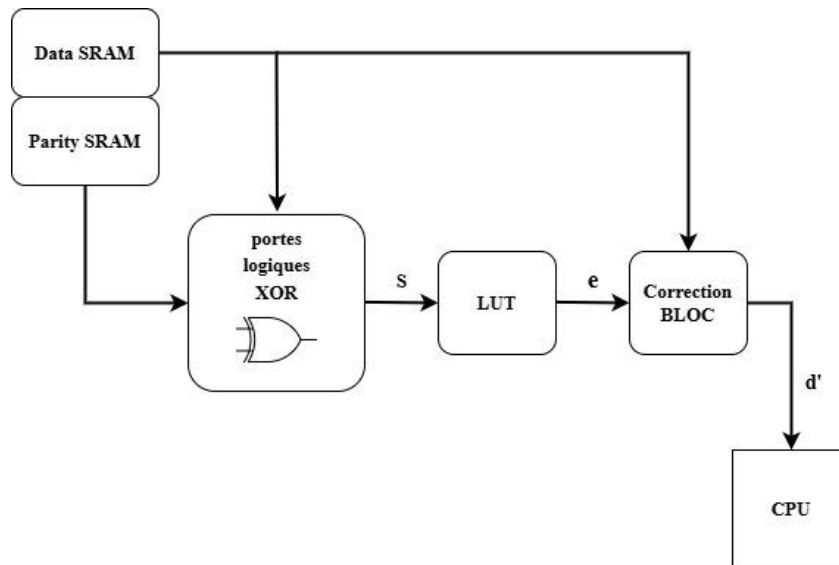 Data SRAM
Parity SRAM
portes
logiques
XOR
S
LUT
e
Correction
BLOC
d'
CPU